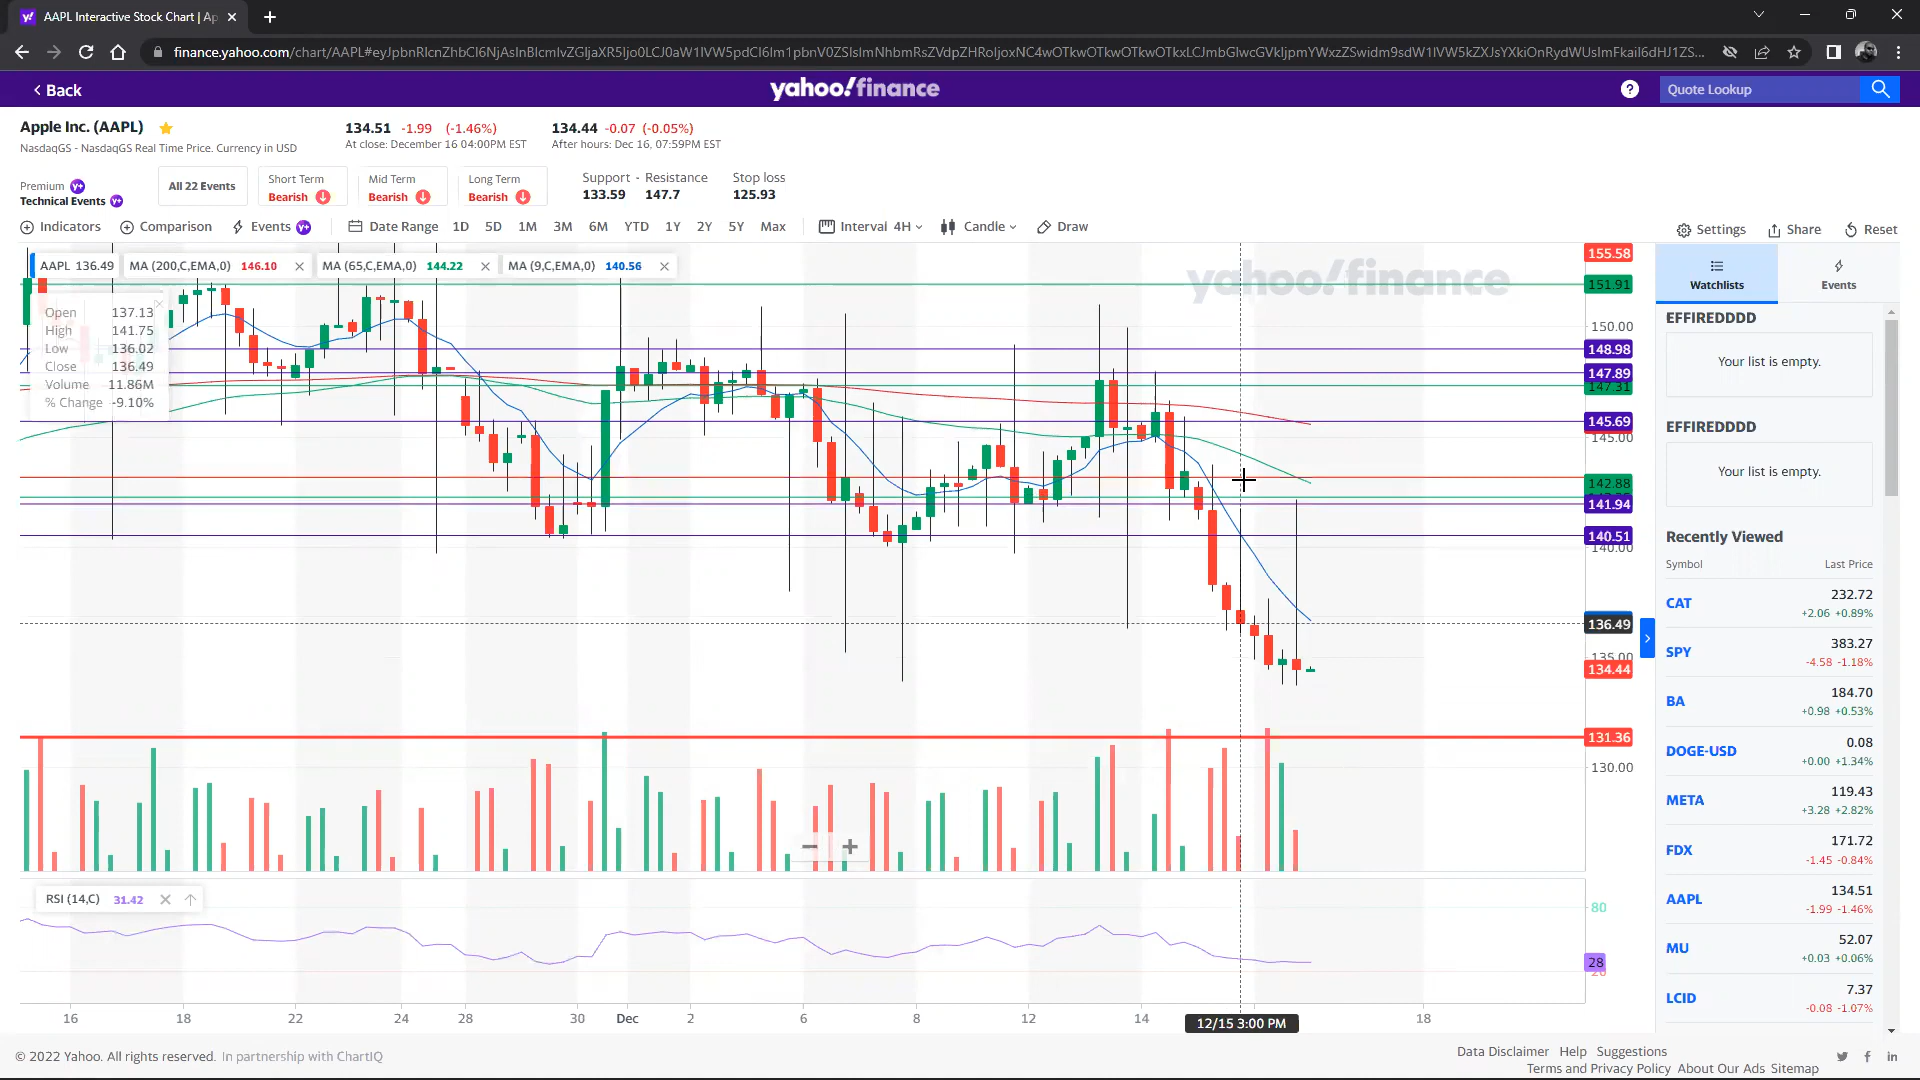 AAPL Interactive Stock Chart | Ap
finance.yahoo.com/chart/AAPL#
Back
yahoo!finance
?
Quote Lookup
Apple Inc. (AAPL)
134.51 -1.99 (-1.46%)
134.44 -0.07 (-0.05%)
NasdaqGS - NasdaqGS Real Time Price. Currency in USD
At close: December 16 04:00PM EST
After hours: Dec 16, 07:59PM EST
Premium Y+
Technical Events Y+
All 22 Events
Short Term
Bearish
Mid Term
Bearish
Long Term
Bearish
Support - Resistance
133.59 147.7
Stop loss
125.93
Indicators
Comparison
Events Y+
Date Range
1D 5D 1M 3M 6M YTD 1Y 2Y 5Y Max
Interval 4H
Candle
Draw
Settings
Share
Reset
AAPL 136.49
MA (200,C,EMA,0) 146.10
MA (65,C,EMA,0) 144.22
MA (9,C,EMA,0) 140.56
yahoo!finance
Open 137.13
High 141.75
Low 136.02
Close 136.49
Volume 11.86M
% Change -9.10%
155.58
151.91
150.00
148.98
147.89
147.31
145.69
145.00
142.88
141.94
140.51
140.00
136.49
135.00
134.44
131.36
130.00
RSI (14,C) 31.42
80
28
20
16 18 22 24 28 30 Dec 2 6 8 12 14 12/15 3:00 PM 18
Watchlists
Events
EFFIREDDDD
Your list is empty.
EFFIREDDDD
Your list is empty.
Recently Viewed
Symbol Last Price
CAT 232.72
+2.06 +0.89%
SPY 383.27
-4.58 -1.18%
BA 184.70
+0.98 +0.53%
DOGE-USD 0.08
+0.00 +1.34%
META 119.43
+3.28 +2.82%
FDX 171.72
-1.45 -0.84%
AAPL 134.51
-1.99 -1.46%
MU 52.07
+0.03 +0.06%
LCID 7.37
-0.08 -1.07%
© 2022 Yahoo. All rights reserved. In partnership with ChartIQ
Data Disclaimer Help Suggestions
Terms and Privacy Policy About Our Ads Sitemap